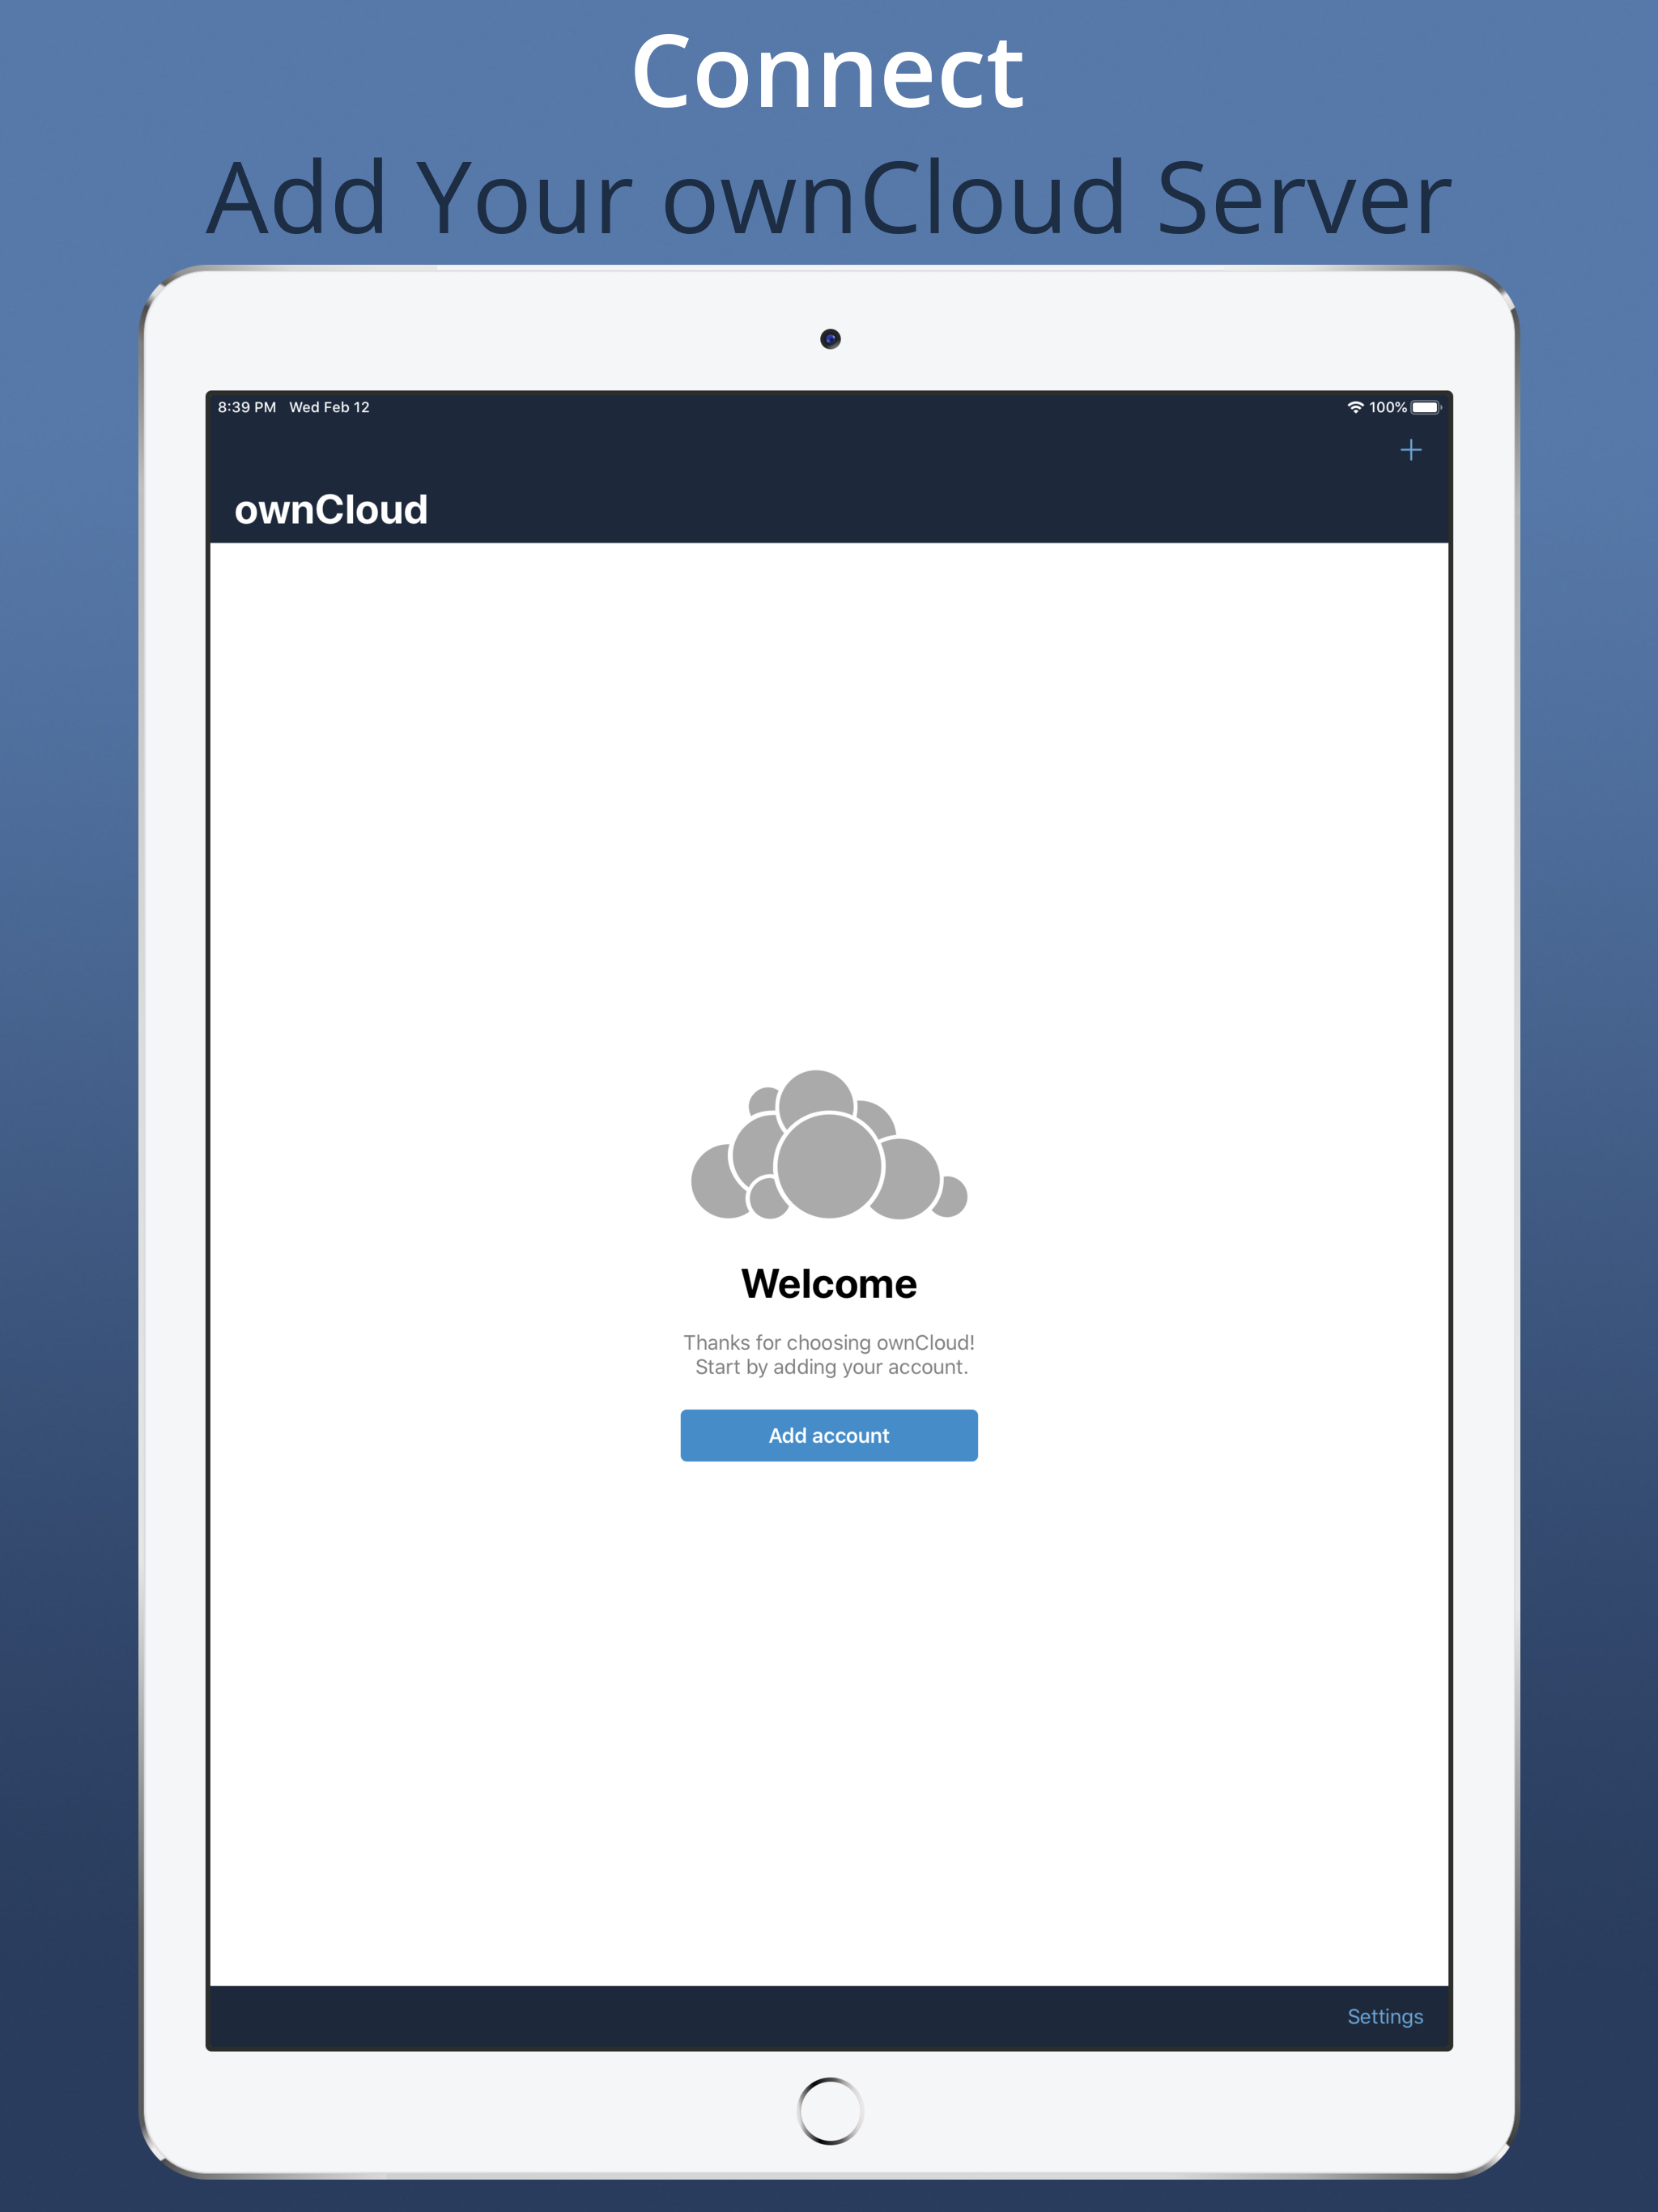 Connect
Add Your ownCloud Server
8:39 PM Wed Feb 12 100%
ownCloud
Welcome
Thanks for choosing ownCloud!
Start by adding your account.
Add account
Settings